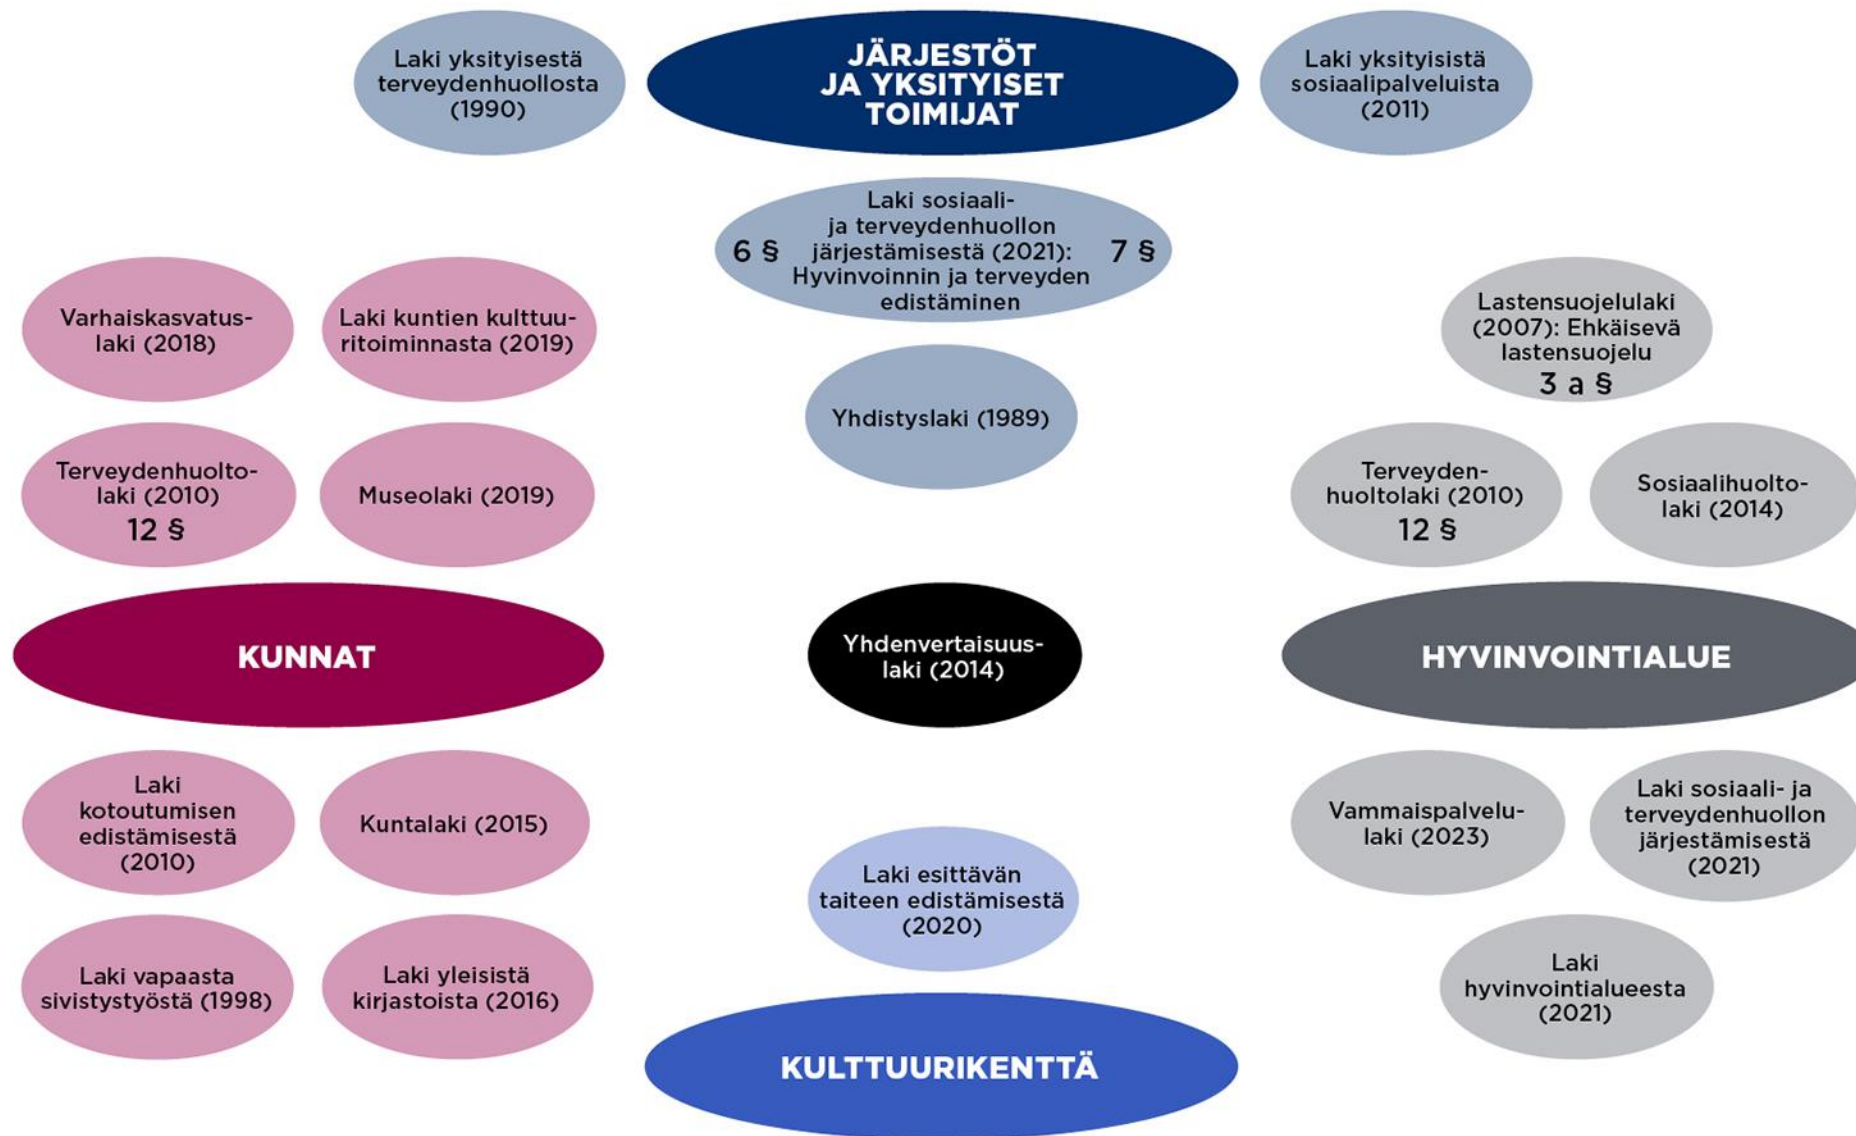 Laki yksityisestä
terveydenhuollosta
(1990)
JÄRJESTÖT
JA YKSITYISET
TOIMIJAT
Laki yksityisistä
sosiaalipalveluista
(2011)
Laki sosiaali-
ja terveydenhuollon
6 § järjestämisestä (2021): 7 §
Hyvinvoinnin ja terveyden
edistäminen
Varhaiskasvatus-
laki (2018)
Laki kuntien kulttuu-
ritoiminnasta (2019)
Lastensuojelulaki
(2007): Ehkäisevä
lastensuojelu
3 a §
Yhdistyslaki (1989)
Terveydenhuolto-
laki (2010)
12 §
Museolaki (2019)
Terveyden-
huoltolaki (2010)
12 §
Sosiaalihuolto-
laki (2014)
KUNNAT
Yhdenvertaisuus-
laki (2014)
HYVINVOINTIALUE
Laki
kotoutumisen
edistämisestä
(2010)
Kuntalaki (2015)
Vammaispalvelu-
laki (2023)
Laki sosiaali- ja
terveydenhuollon
järjestämisestä
(2021)
Laki esittävän
taiteen edistämisestä
(2020)
Laki vapaasta
sivistystyöstä (1998)
Laki yleisistä
kirjastoista (2016)
Laki
hyvinvointialueesta
(2021)
KULTTUURIKENTTÄ